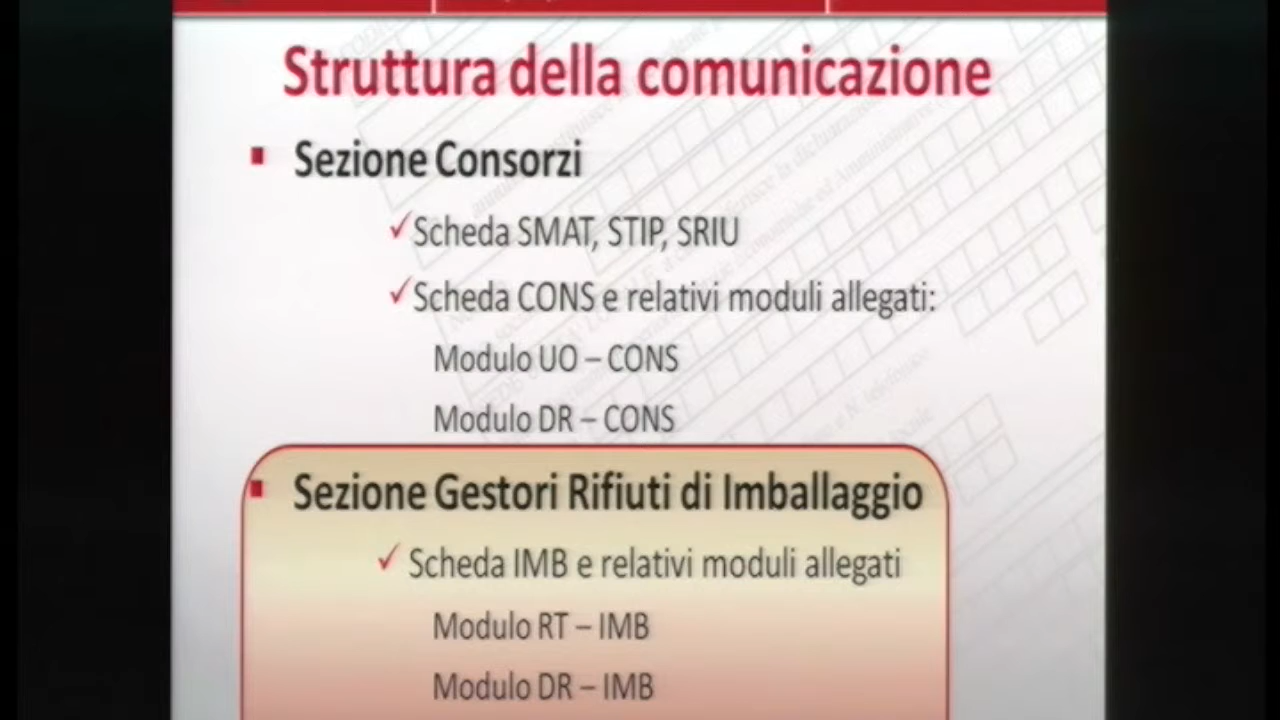 Struttura della comunicazione
▪ Sezione Consorzi
✓Scheda SMAT, STIP, SRIU
✓Scheda CONS e relativi moduli allegati:
Modulo UO – CONS
Modulo DR – CONS
▪ Sezione Gestori Rifiuti di Imballaggio
✓ Scheda IMB e relativi moduli allegati
Modulo RT – IMB
Modulo DR – IMB